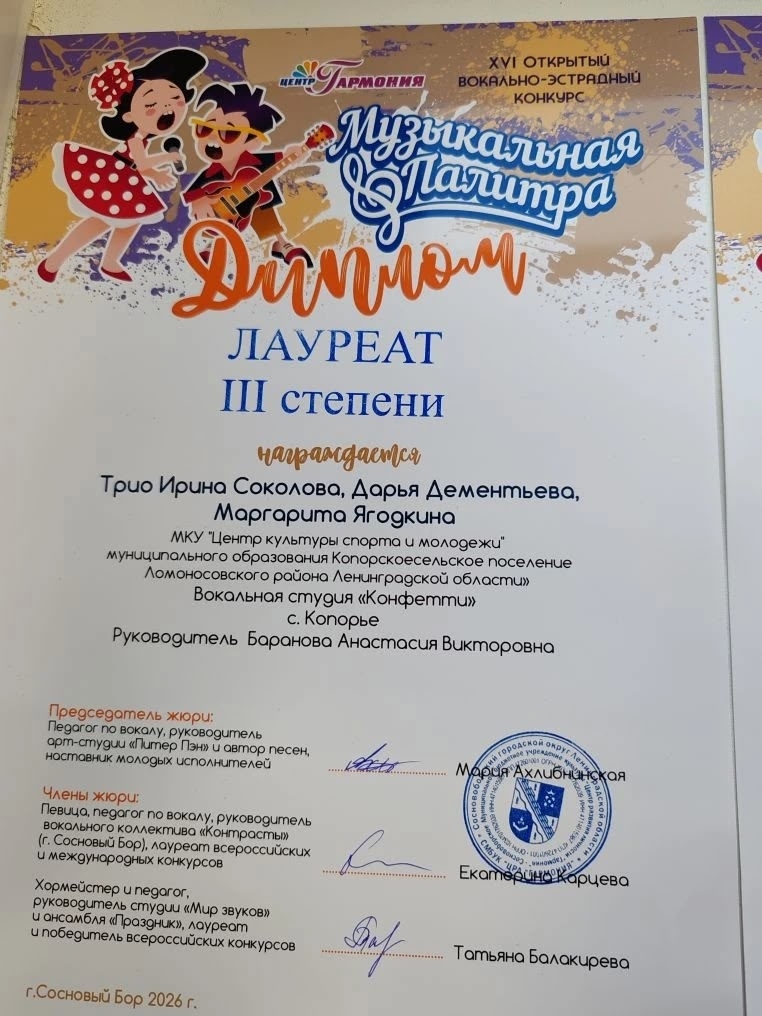 ЦЕНТР ГАРМОНИЯ
XVI ОТКРЫТЫЙ
ВОКАЛЬНО-ЭСТРАДНЫЙ
КОНКУРС
Музыкальная
Палитра
Диплом
ЛАУРЕАТ
III степени
награждается
Трио Ирина Соколова, Дарья Дементьева,
Маргарита Ягодкина
МКУ "Центр культуры спорта и молодежи"
муниципального образования Копорскоесельское поселение
Ломоносовского района Ленинградской области»
Вокальная студия «Конфетти»
с. Копорье
Руководитель Баранова Анастасия Викторовна
Председатель жюри:
Педагог по вокалу, руководитель
арт-студии «Питер Пэн» и автор песен,
наставник молодых исполнителей
Мария Ахлибнинская
Члены жюри:
Певица, педагог по вокалу, руководитель
вокального коллектива «Контрасты»
(г. Сосновый Бор), лауреат всероссийских
и международных конкурсов
Екатерина Карцева
Хормейстер и педагог,
руководитель студии «Мир звуков»
и ансамбля «Праздник», лауреат
и победитель всероссийских конкурсов
Татьяна Балакирева
г.Сосновый Бор 2026 г.